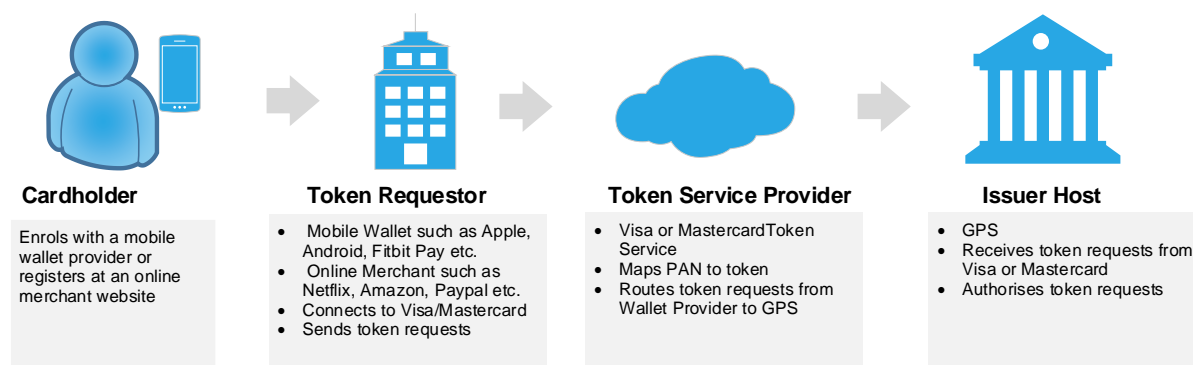 Cardholder
Enrols with a mobile
wallet provider or
registers at an online
merchant website
Token Requestor
• Mobile Wallet such as Apple,
Android, Fitbit Pay etc.
• Online Merchant such as
Netflix, Amazon, Paypal etc.
• Connects to Visa/Mastercard
• Sends token requests
Token Service Provider
• Visa or MastercardToken
Service
• Maps PAN to token
• Routes token requests from
Wallet Provider to GPS
Issuer Host
• GPS
• Receives token requests from
Visa or Mastercard
• Authorises token requests